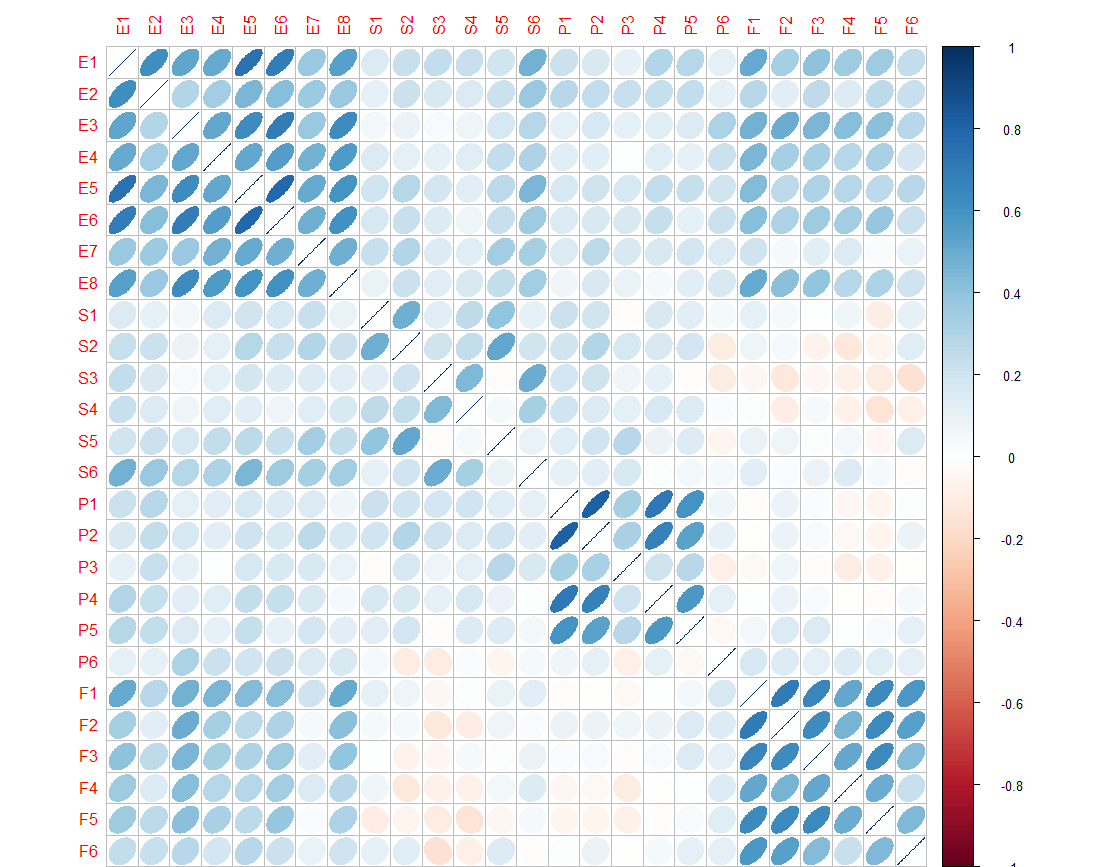 E1 E2 E3 E4 E5 E6 E7 E8 S1 S2 S3 S4 S5 S6 P1 P2 P3 P4 P5 P6 F1 F2 F3 F4 F5 F6
E1
E2
E3
E4
E5
E6
E7
E8
S1
S2
S3
S4
S5
S6
P1
P2
P3
P4
P5
P6
F1
F2
F3
F4
F5
F6
1
0.8
0.6
0.4
0.2
0
-0.2
-0.4
-0.6
-0.8
-1